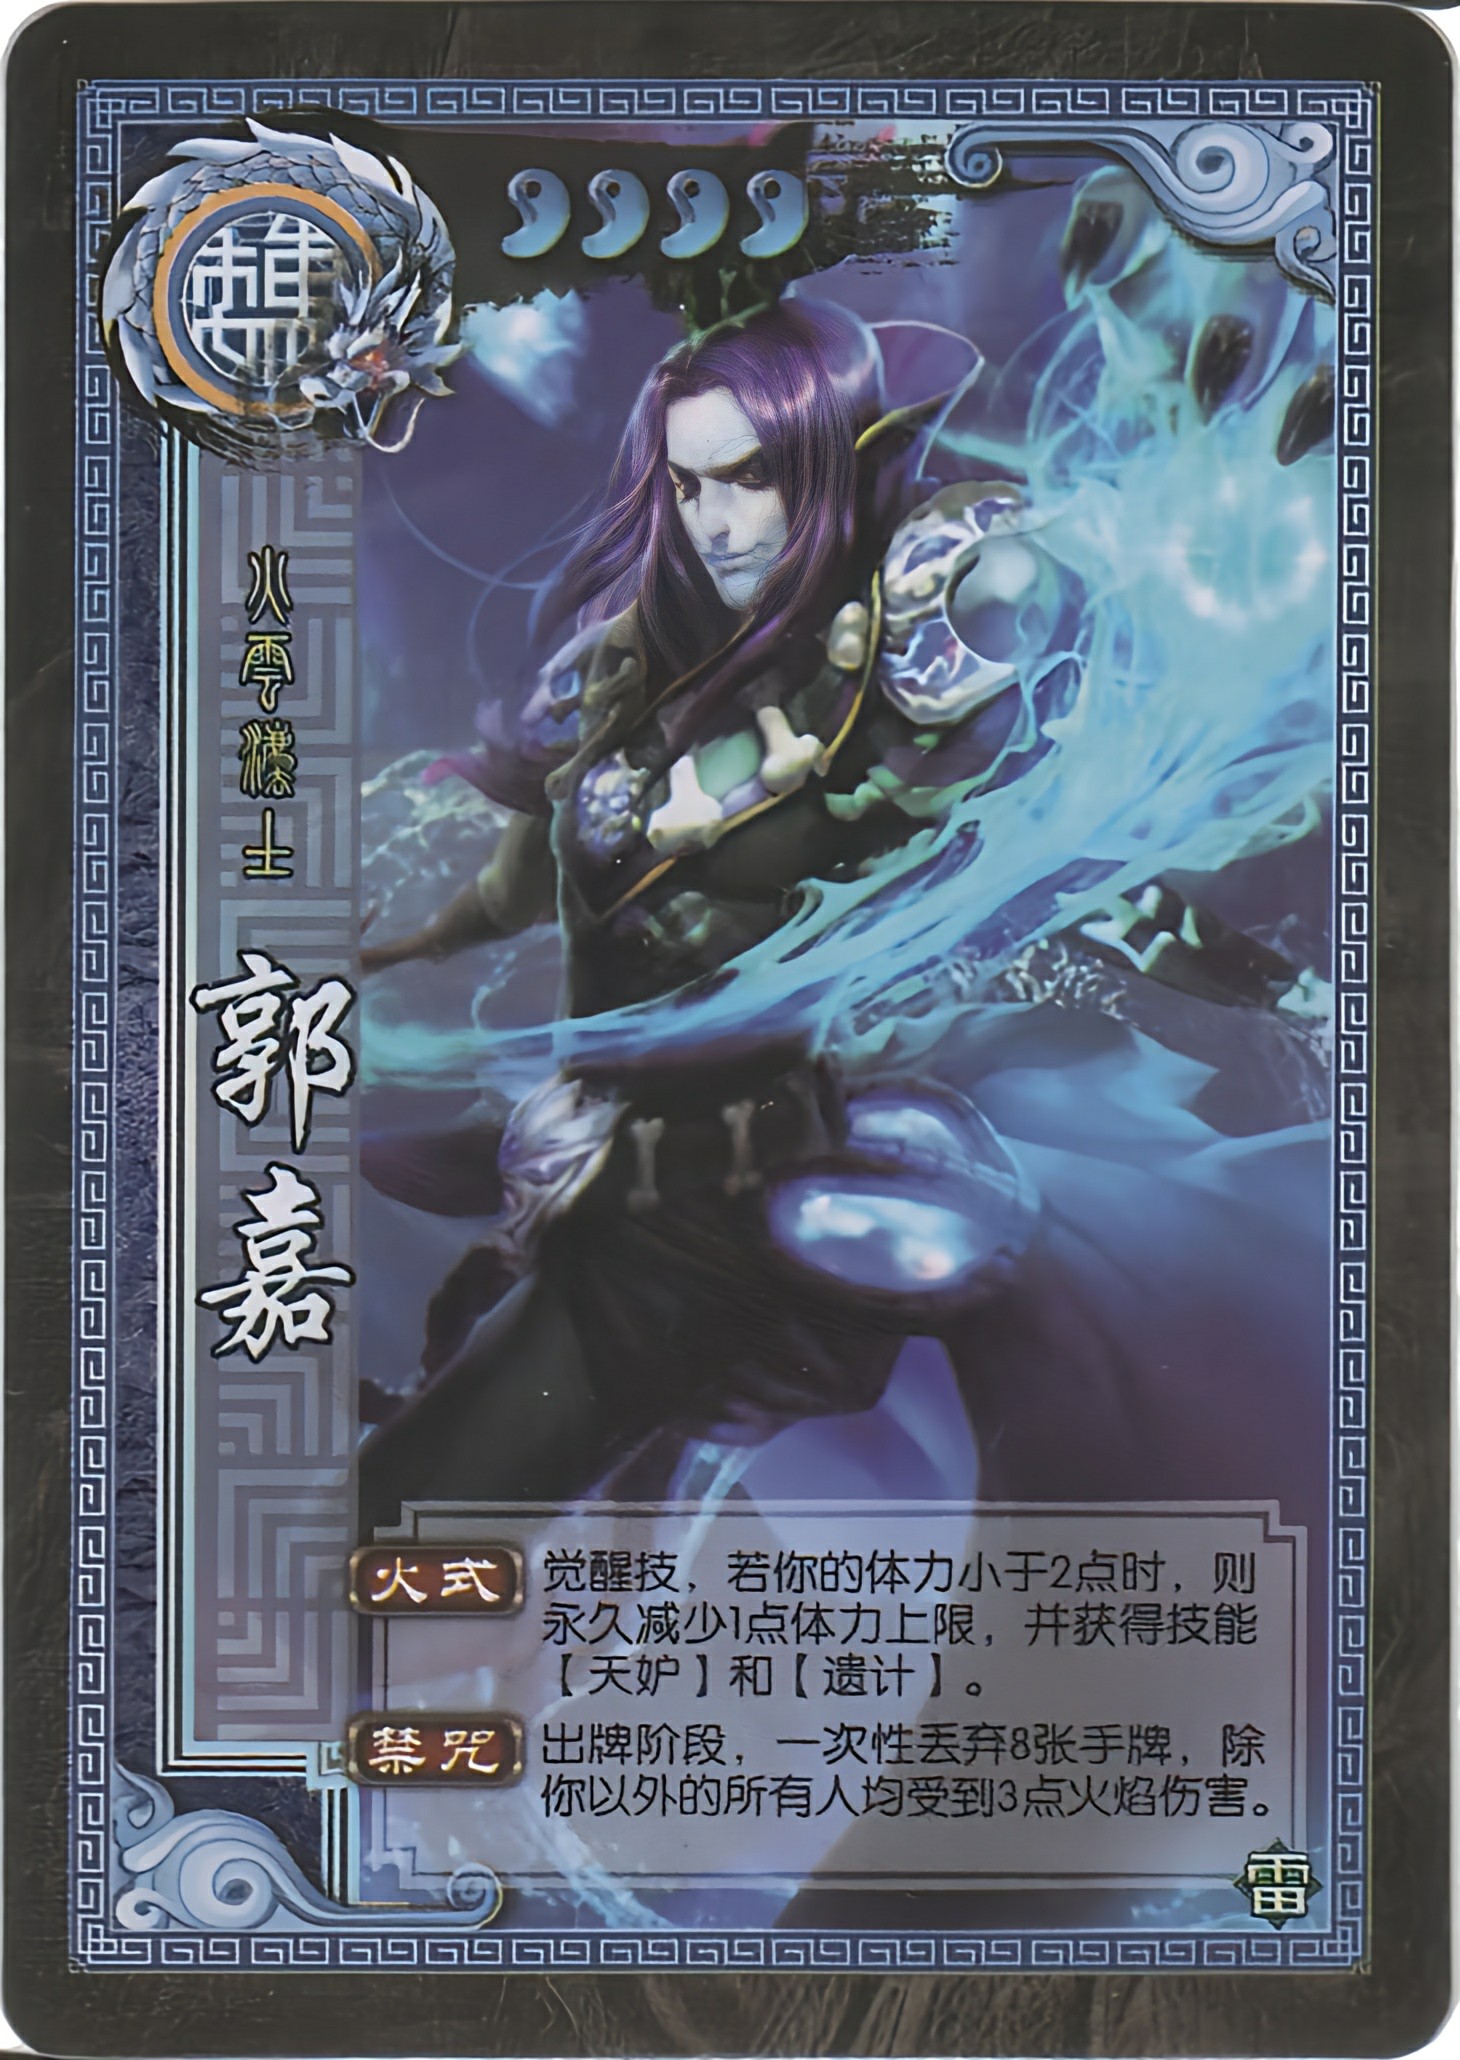 魏
火雲術士
郭嘉
火式
觉醒技，若你的体力小于2点时，则
永久减少1点体力上限，并获得技能
【天妒】和【遗计】。
禁咒
出牌阶段，一次性丢弃8张手牌，除
你以外的所有人均受到3点火焰伤害。
雷